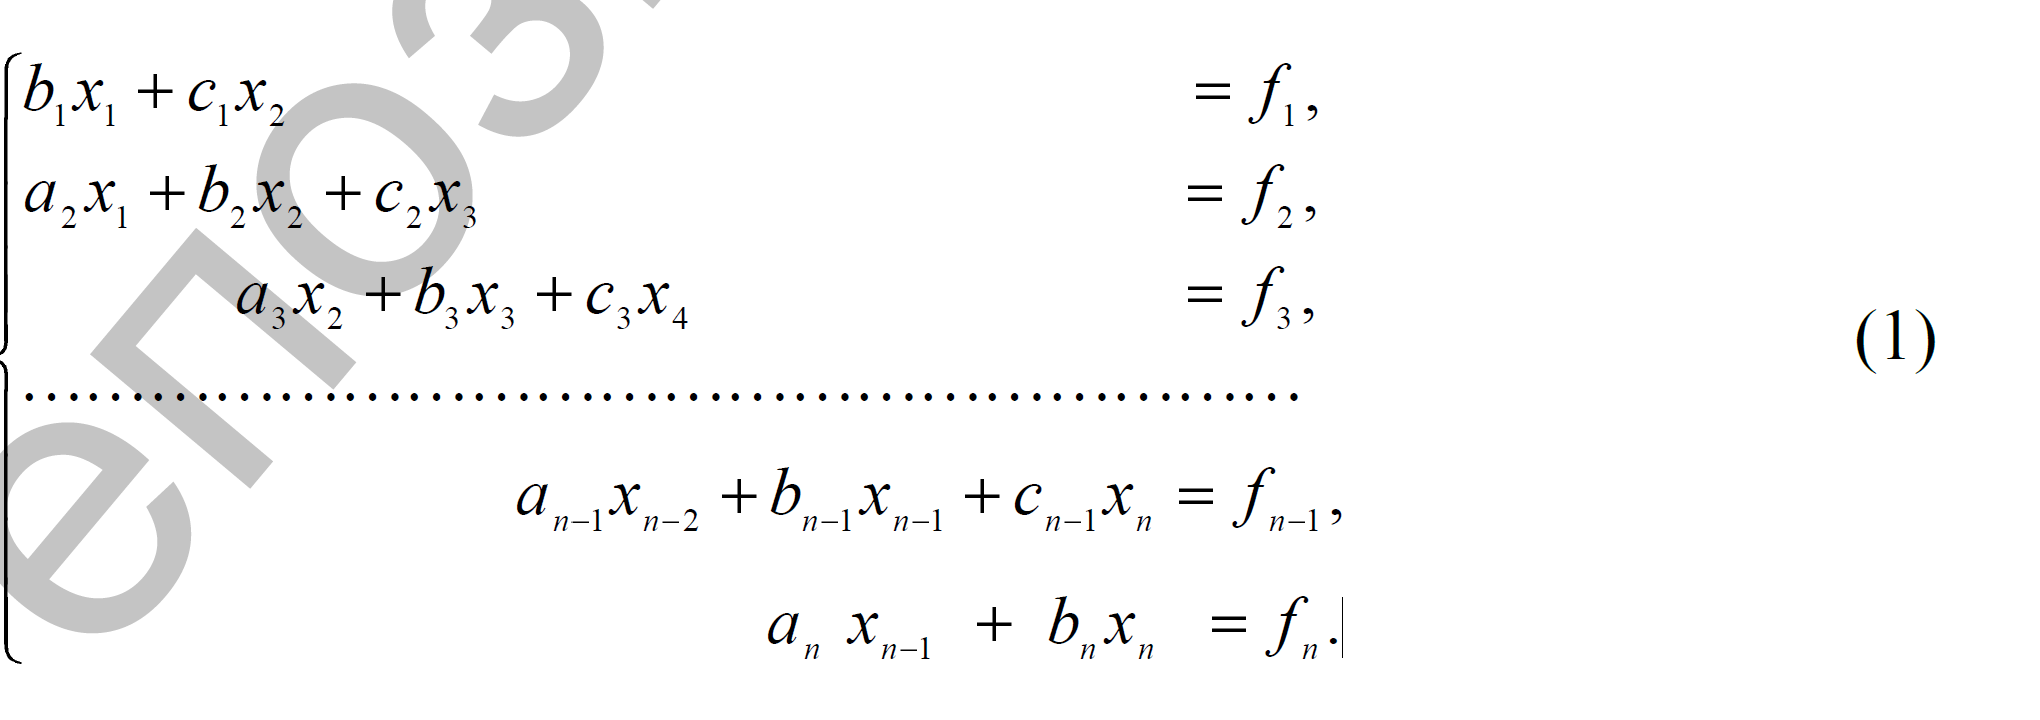 b₁x₁ + c₁x₂ = f₁,
a₂x₁ + b₂x₂ + c₂x₃ = f₂,
a₃x₂ + b₃x₃ + c₃x₄ = f₃,
(1)
............................................................
aₙ₋₁xₙ₋₂ + bₙ₋₁xₙ₋₁ + cₙ₋₁xₙ = fₙ₋₁,
aₙ xₙ₋₁ + bₙxₙ = fₙ.
епоз